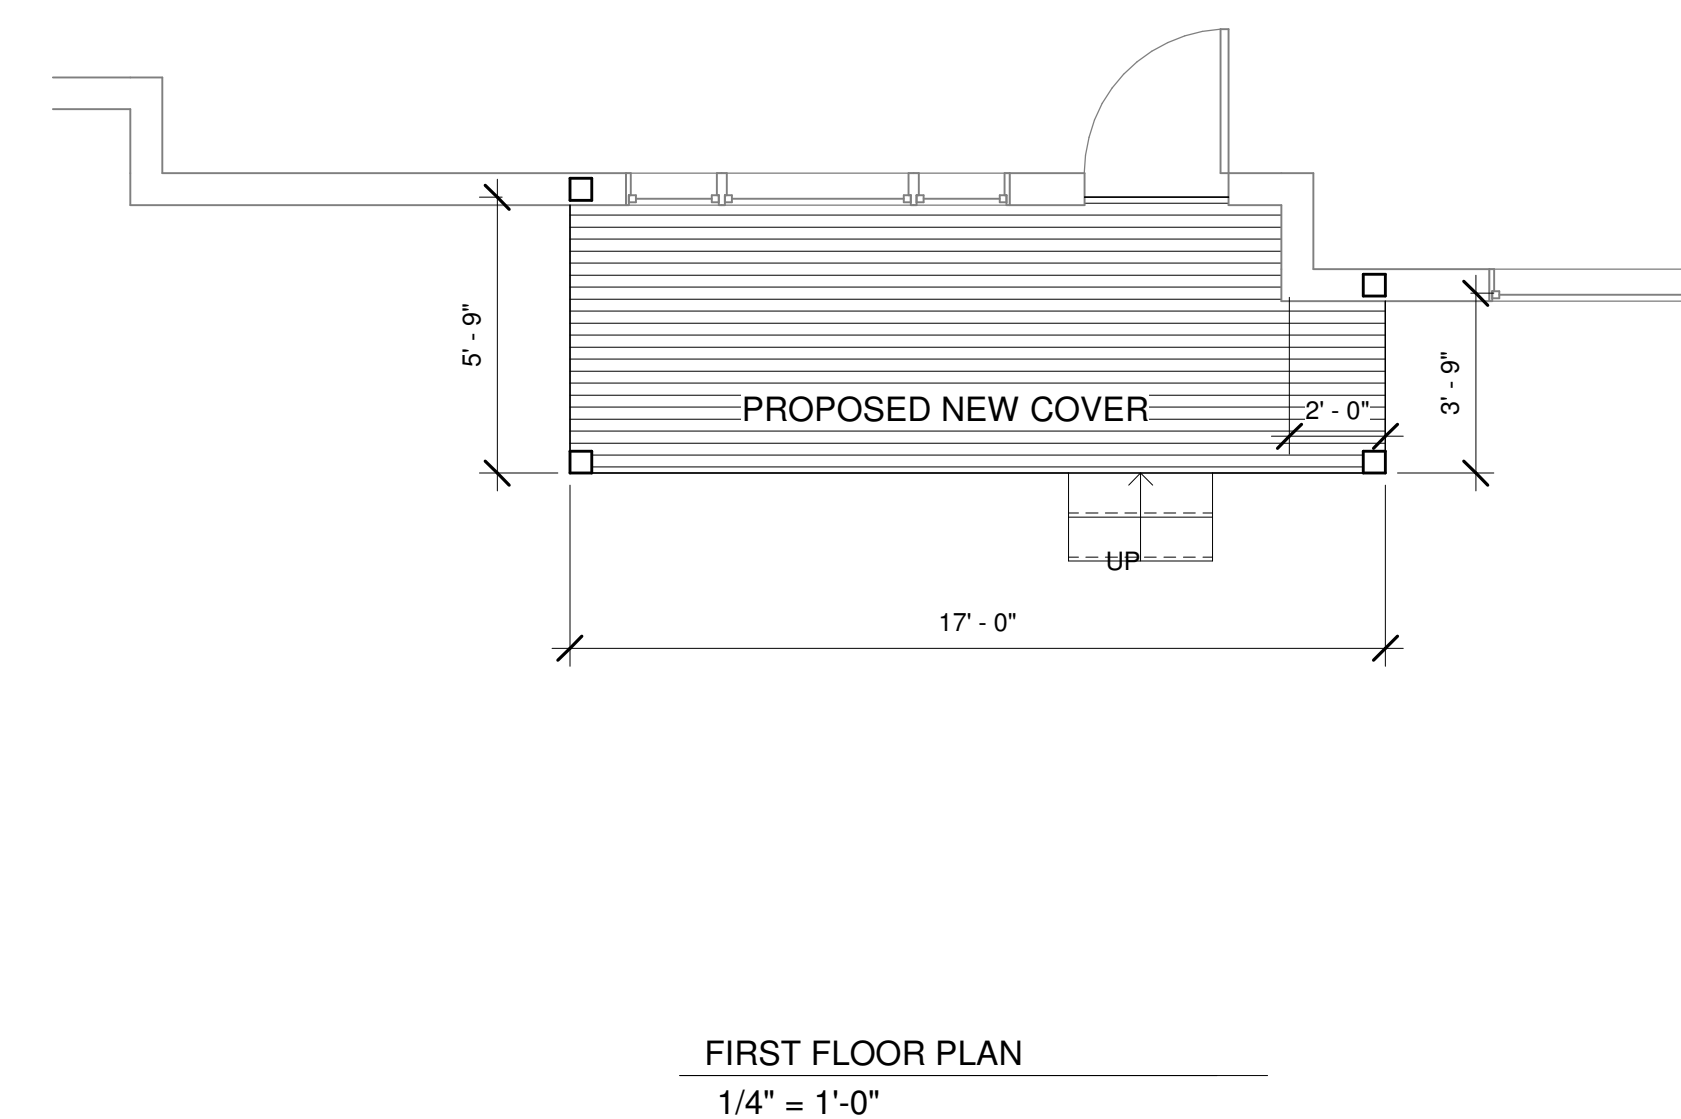 5' - 9"
3' - 9"
PROPOSED NEW COVER
2' - 0"
UP
17' - 0"
FIRST FLOOR PLAN
1/4" = 1'-0"